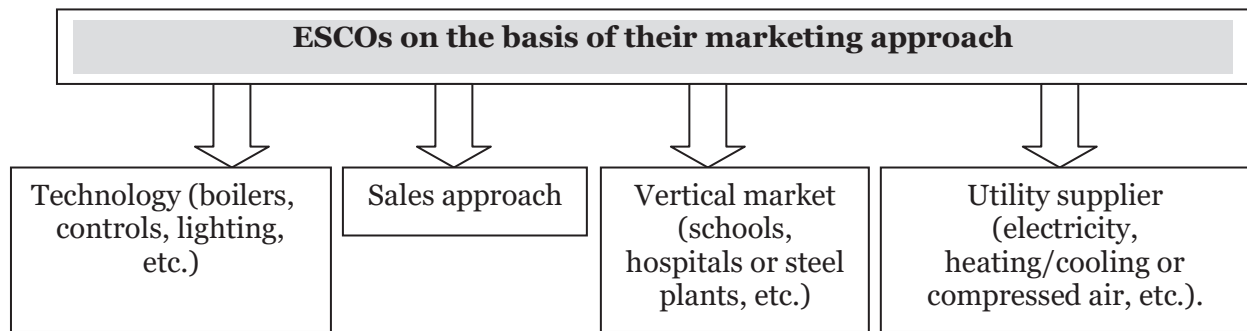 ESCOs on the basis of their marketing approach
Technology (boilers,
controls, lighting,
etc.)
Sales approach
Vertical market
(schools,
hospitals or steel
plants, etc.)
Utility supplier
(electricity,
heating/cooling or
compressed air, etc.).